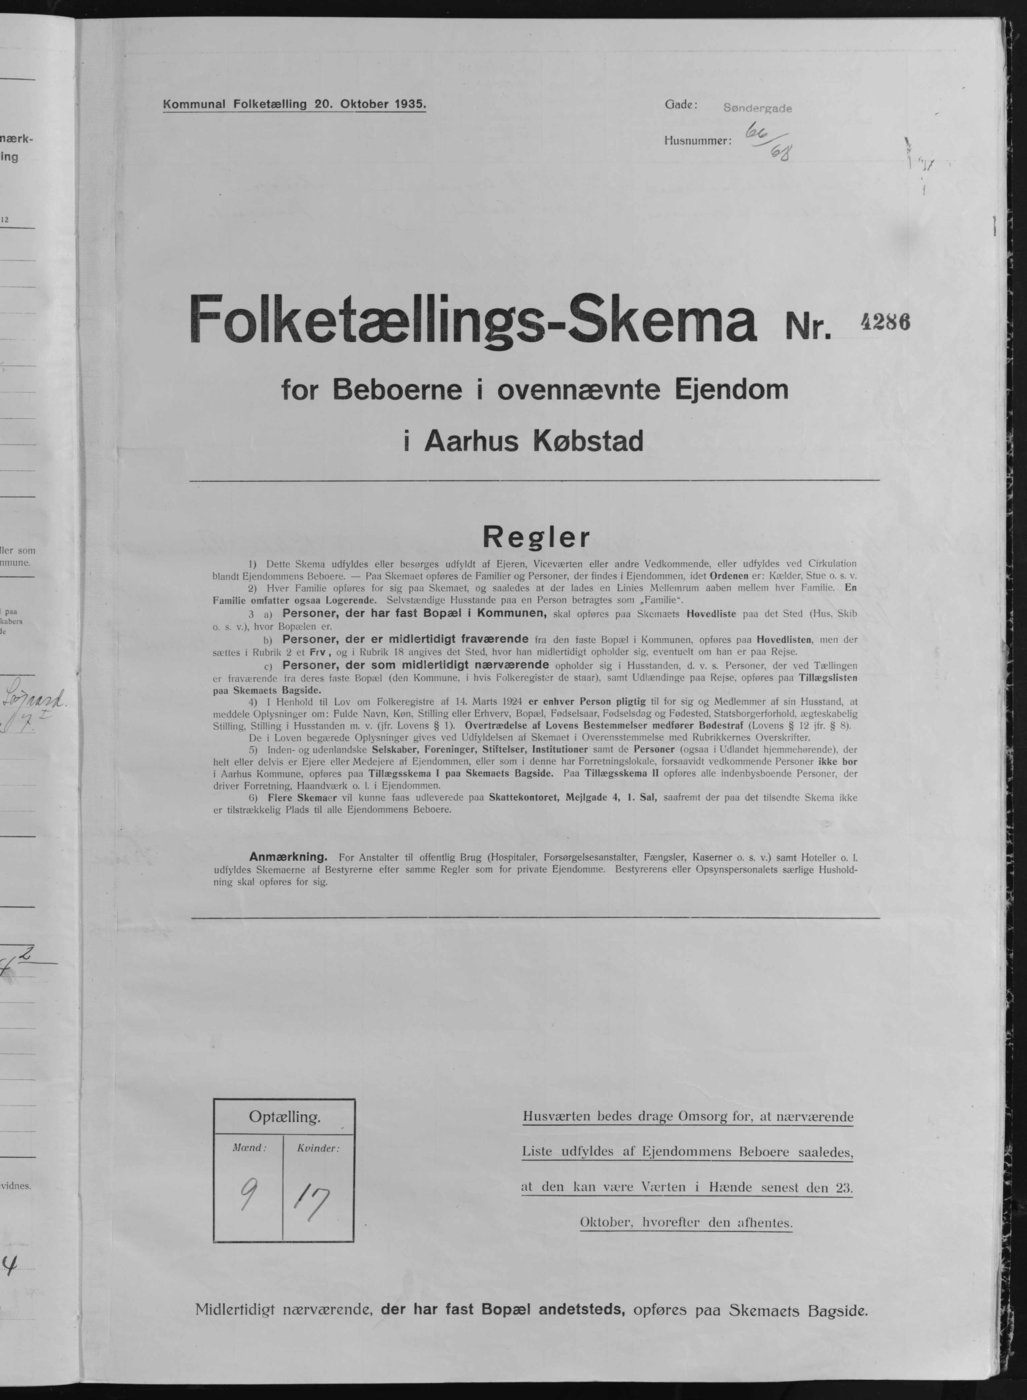 Kommunal Folketælling 20. Oktober 1935.
Gade: Søndergade
Husnummer: 66/68
Folketællings-Skema Nr. 4286
for Beboerne i ovennævnte Ejendom
i Aarhus Købstad
Regler
1) Dette Skema udfyldes eller besørges udfyldt af Ejeren, Viceværten eller andre Vedkommende, eller udfyldes ved Cirkulation
blandt Ejendommens Beboere. — Paa Skemaet opføres de Familier og Personer, der findes i Ejendommen, idet Ordenen er: Kælder, Stue o. s. v.
2) Hver Familie opføres for sig paa Skemaet, og saaledes at der lades en Linies Mellemrum aaben mellem hver Familie. En
Familie omfatter ogsaa Logerende. Selvstændige Husstande paa en Person betragtes som „Familie“.
3 a) Personer, der har fast Bopæl i Kommunen, skal opføres paa Skemaets Hovedliste paa det Sted (Hus, Skib
o. s. v.), hvor Bopælen er.
b) Personer, der er midlertidigt fraværende fra den faste Bopæl i Kommunen, opføres paa Hovedlisten, men der
sættes i Rubrik 2 et Frv, og i Rubrik 18 angives det Sted, hvor han midlertidigt opholder sig, eventuelt om han er paa Rejse.
c) Personer, der som midlertidigt nærværende opholder sig i Husstanden, d. v. s. Personer, der ved Tællingen
er fraværende fra deres faste Bopæl (den Kommune, i hvis Folkeregister de staar), samt Udlændinge paa Rejse, opføres paa Tillægslisten
paa Skemaets Bagside.
4) I Henhold til Lov om Folkeregistre af 14. Marts 1924 er enhver Person pligtig til for sig og Medlemmer af sin Husstand, at
meddele Oplysninger om: Fulde Navn, Køn, Stilling eller Erhverv, Bopæl, Fødselsaar, Fødselsdag og Fødested, Statsborgerforhold, ægteskabelig
Stilling, Stilling i Husstanden m. v. (jfr. Lovens § 1). Overtrædelse af Lovens Bestemmelser medfører Bødestraf (Lovens § 12 jfr. § 8).
De i Loven begærede Oplysninger gives ved Udfyldelsen af Skemaet i Overensstemmelse med Rubrikkernes Overskrifter.
5) Inden- og udenlandske Selskaber, Foreninger, Stiftelser, Institutioner samt de Personer (ogsaa i Udlandet hjemmehørende), der
helt eller delvis er Ejere eller Medejere af Ejendommen, eller som i denne har Forretningslokale, forsaavidt vedkommende Personer ikke bor
i Aarhus Kommune, opføres paa Tillægsskema I paa Skemaets Bagside. Paa Tillægsskema II opføres alle indenbysboende Personer, der
driver Forretning, Haandværk o. l. i Ejendommen.
6) Flere Skemaer vil kunne faas udleverede paa Skattekontoret, Mejlgade 4, 1. Sal, saafremt der paa det tilsendte Skema ikke
er tilstrækkelig Plads til alle Ejendommens Beboere.
Anmærkning. For Anstalter til offentlig Brug (Hospitaler, Forsørgelsesanstalter, Fængsler, Kaserner o. s. v.) samt Hoteller o. l.
udfyldes Skemaerne af Bestyrerne efter samme Regler som for private Ejendomme. Bestyrerens eller Opsynspersonalets særlige Hushold-
ning skal opføres for sig.
Optælling.
Mænd: Kvinder:
9 17
Husværten bedes drage Omsorg for, at nærværende
Liste udfyldes af Ejendommens Beboere saaledes,
at den kan være Værten i Hænde senest den 23.
Oktober, hvorefter den afhentes.
Midlertidigt nærværende, der har fast Bopæl andetsteds, opføres paa Skemaets Bagside.
nærk-
ing
12
ller som
nmune.
paa
kabers
de
vidnes.
4